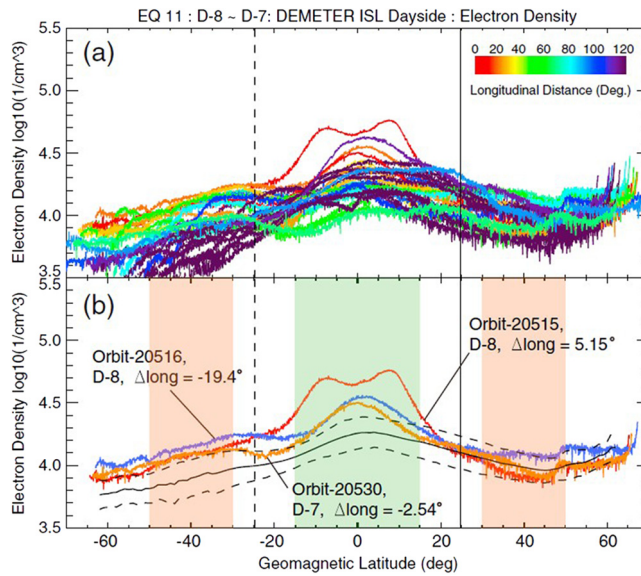 EQ 11 : D-8 ~ D-7: DEMETER ISL Dayside : Electron Density
(a)
0 20 40 60 80 100 120
Longitudinal Distance (Deg.)
Electron Density log10(1/cm^3)
5.5
5.0
4.5
4.0
3.5
(b)
Orbit-20516,
D-8, Δlong = -19.4°
Orbit-20515,
D-8, Δlong = 5.15°
Orbit-20530,
D-7, Δlong = -2.54°
Electron Density log10(1/cm^3)
5.0
4.5
4.0
3.5
-60 -40 -20 0 20 40 60
Geomagnetic Latitude (deg)